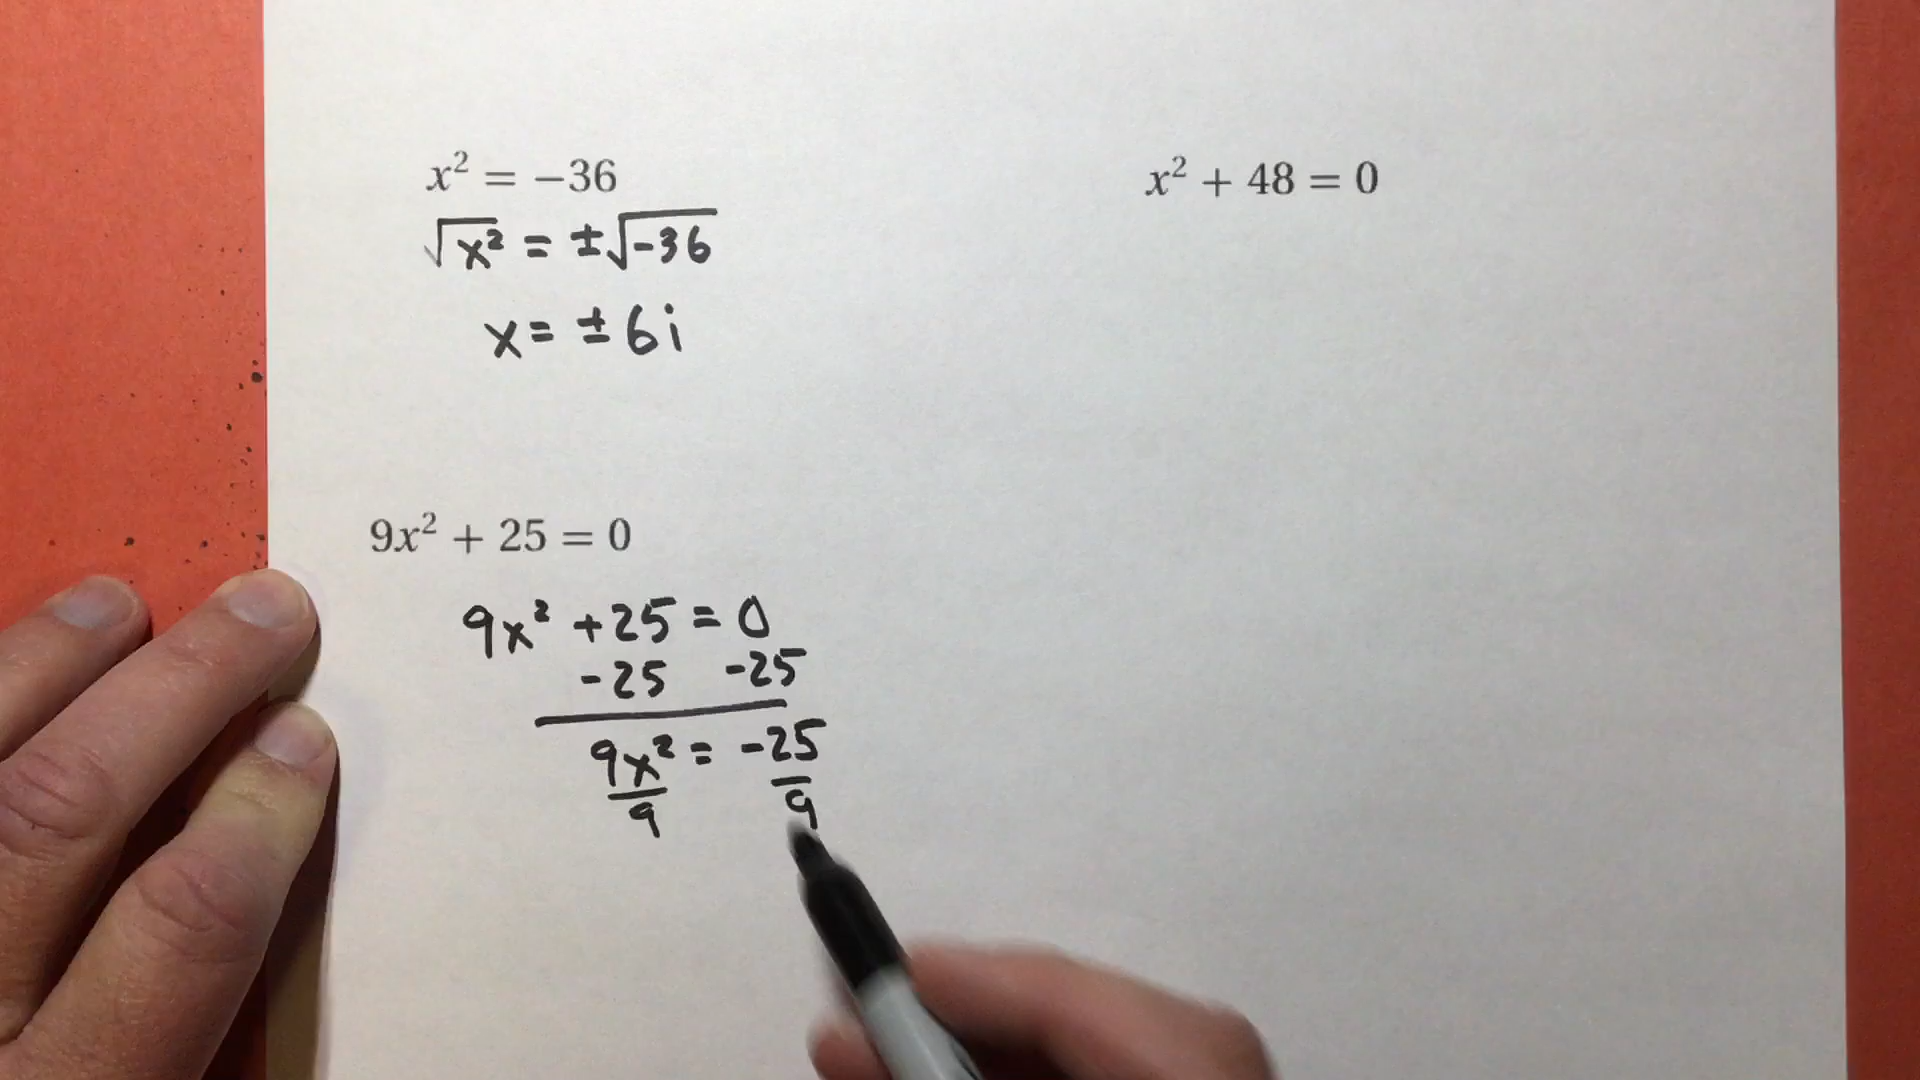 x² = −36
√x² = ±√-36
x = ± 6i
9x² + 25 = 0
9x² + 25 = 0
-25 -25
9x² = -25
9 9
x² + 48 = 0